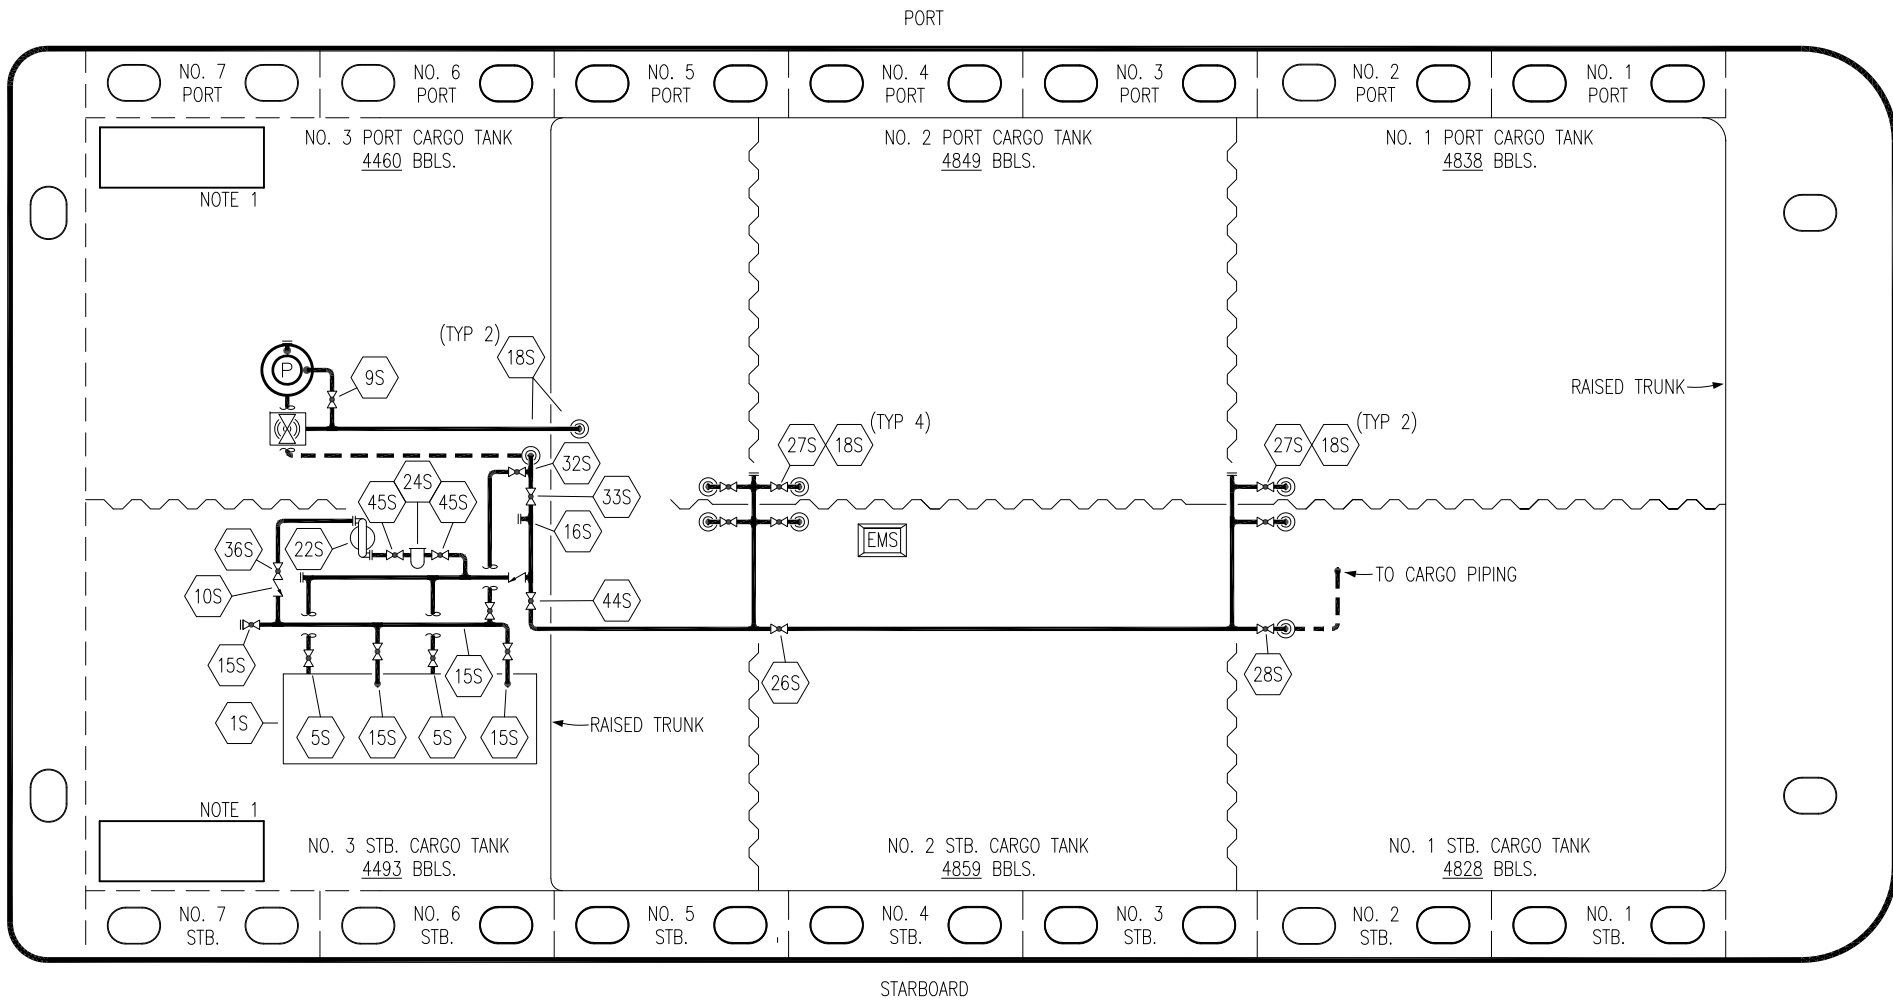 PORT
NO. 7
PORT
NO. 6
PORT
NO. 5
PORT
NO. 4
PORT
NO. 3
PORT
NO. 2
PORT
NO. 1
PORT
NO. 3 PORT CARGO TANK
4460 BBLS.
NO. 2 PORT CARGO TANK
4849 BBLS.
NO. 1 PORT CARGO TANK
4838 BBLS.
NOTE 1
(TYP 2)
18S
P
9S
RAISED TRUNK
(TYP 4)
27S
18S
(TYP 2)
27S
18S
32S
24S
45S
45S
33S
16S
EMS
36S
22S
10S
44S
TO CARGO PIPING
15S
15S
26S
28S
1S
5S
15S
5S
15S
RAISED TRUNK
NOTE 1
NO. 3 STB. CARGO TANK
4493 BBLS.
NO. 2 STB. CARGO TANK
4859 BBLS.
NO. 1 STB. CARGO TANK
4828 BBLS.
NO. 7
STB.
NO. 6
STB.
NO. 5
STB.
NO. 4
STB.
NO. 3
STB.
NO. 2
STB.
NO. 1
STB.
STARBOARD